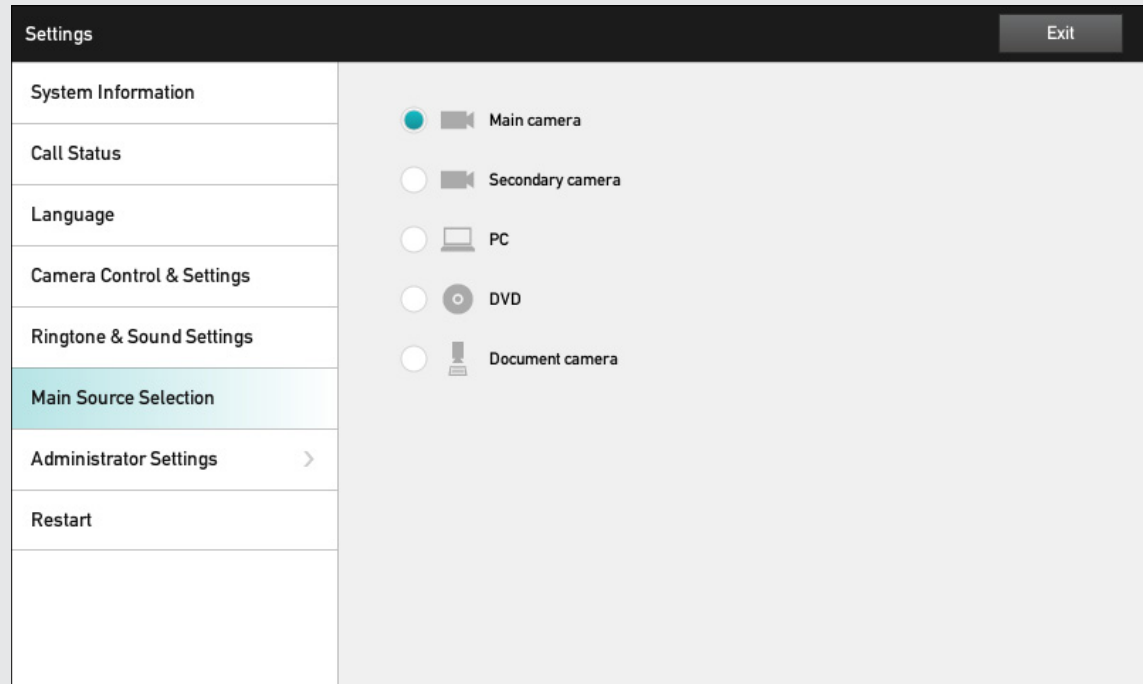 Settings
Exit
System Information
Call Status
Language
Camera Control & Settings
Ringtone & Sound Settings
Main Source Selection
Administrator Settings
Restart
Main camera
Secondary camera
PC
DVD
Document camera